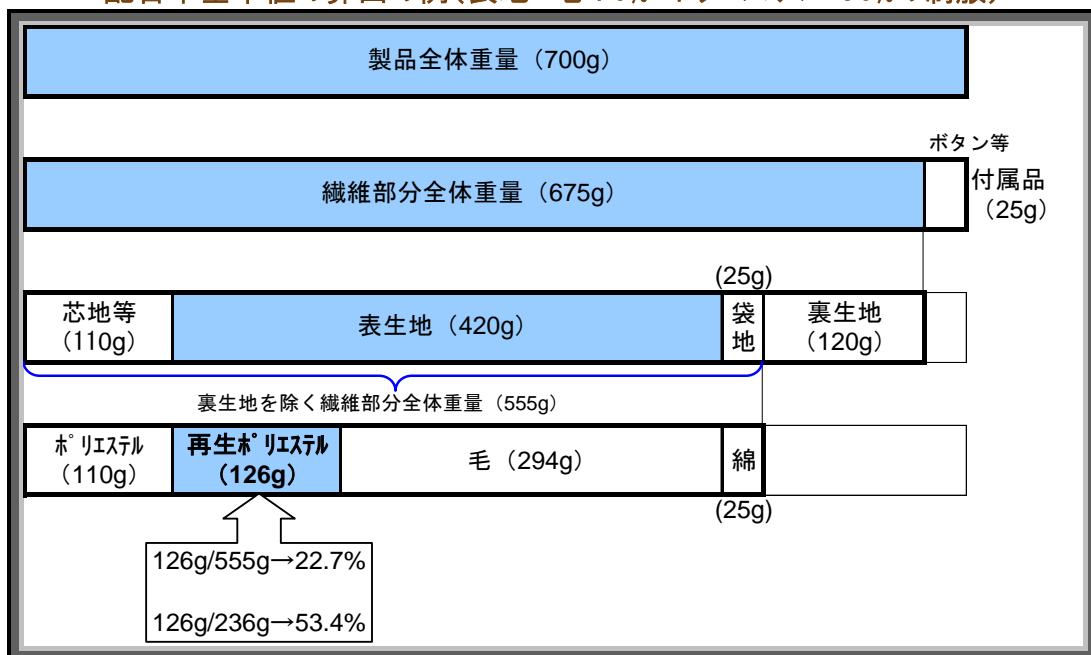 製品全体重量（700g）
ボタン等
繊維部分全体重量（675g）
付属品
（25g）
(25g)
芯地等
(110g)
表生地（420g）
袋
地
裏生地
(120g)
裏生地を除く繊維部分全体重量（555g）
ﾎﾟﾘｴｽﾃﾙ
(110g)
再生ﾎﾟﾘｴｽﾃﾙ
（126g）
毛（294g）
綿
(25g)
126g/555g→22.7%
126g/236g→53.4%